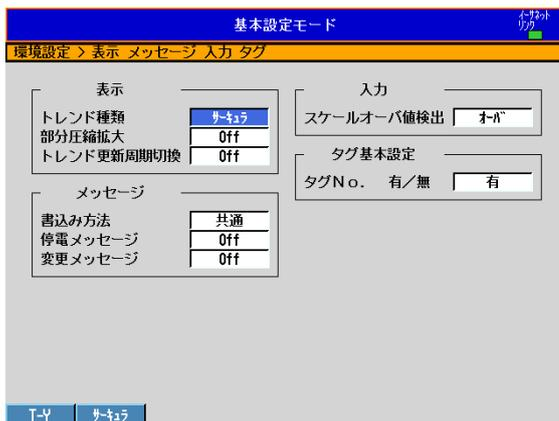 基本設定モード
イーサネット
リンク
環境設定 > 表示 メッセージ 入力 タグ
表示
トレンド種類 サーキュラ
部分圧縮拡大 Off
トレンド更新周期切換 Off
メッセージ
書込み方法 共通
停電メッセージ Off
変更メッセージ Off
入力
スケールオーバ値検出 オーバ
タグ基本設定
タグNo. 有/無 有
T-Y サーキュラ